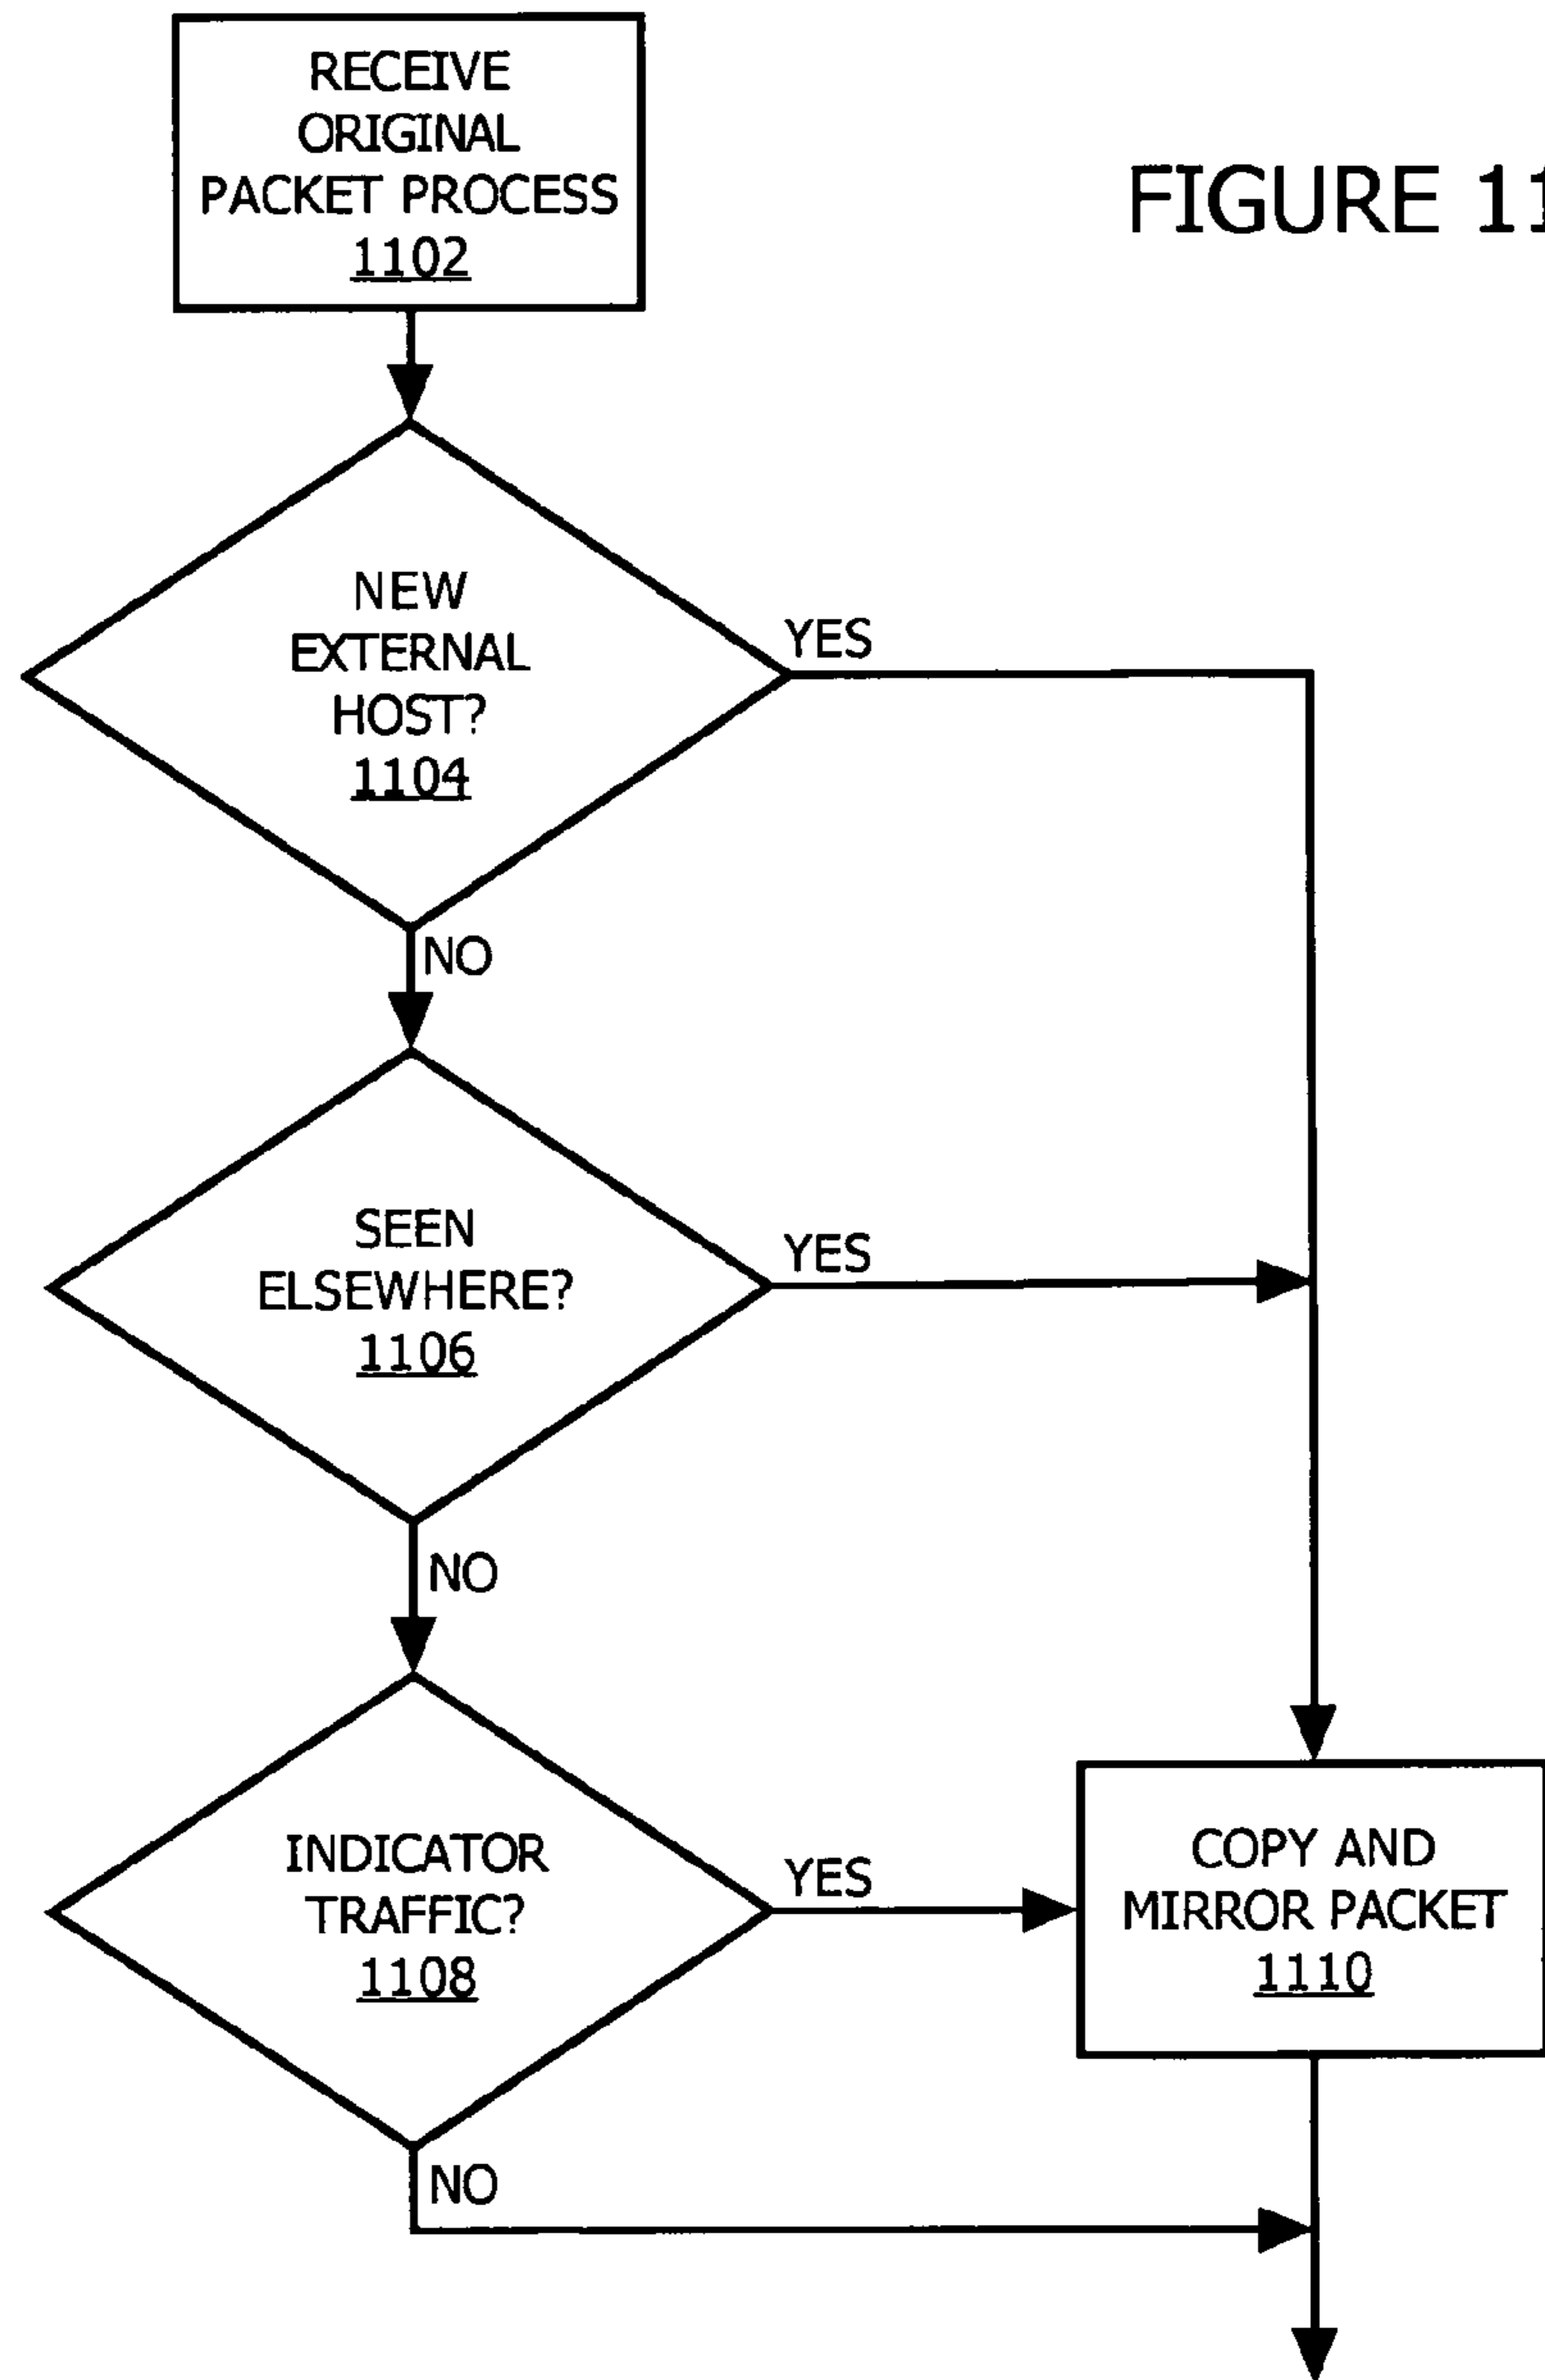 RECEIVE
ORIGINAL
PACKET PROCESS
1102
FIGURE 11
NEW
EXTERNAL
HOST?
1104
YES
NO
SEEN
ELSEWHERE?
1106
YES
NO
INDICATOR
TRAFFIC?
1108
YES
COPY AND
MIRROR PACKET
1110
NO